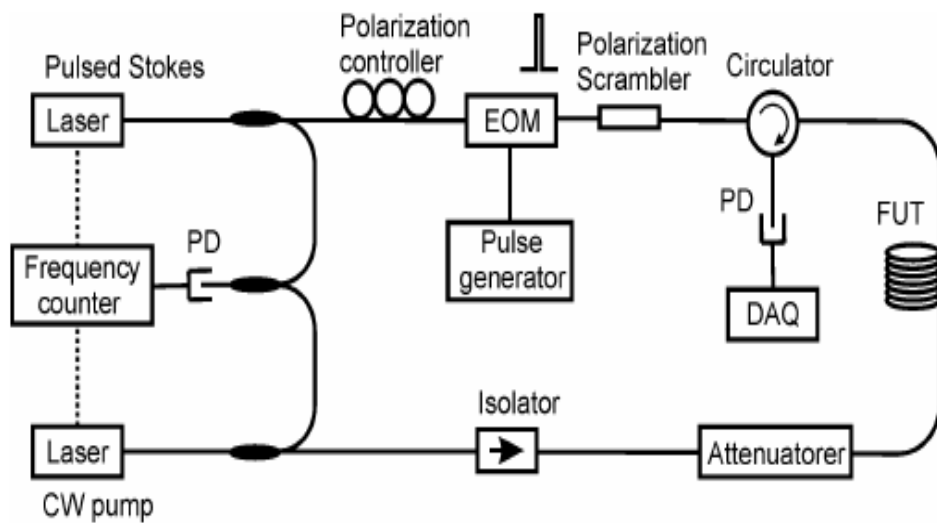 Pulsed Stokes
Laser
Polarization
controller
EOM
Polarization
Scrambler
Circulator
PD
Frequency
counter
Pulse
generator
PD
DAQ
FUT
Laser
CW pump
Isolator
Attenuatorer